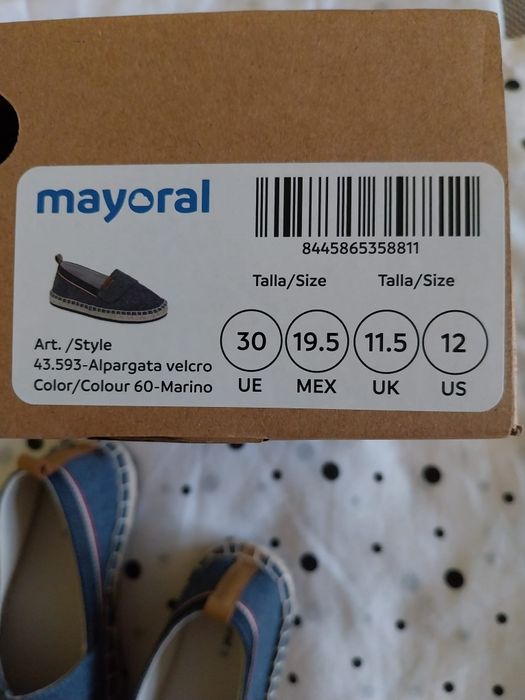 mayoral
8445865358811
Talla/Size Talla/Size
30 19.5 11.5 12
UE MEX UK US
Art. /Style
43.593-Alpargata velcro
Color/Colour 60-Marino